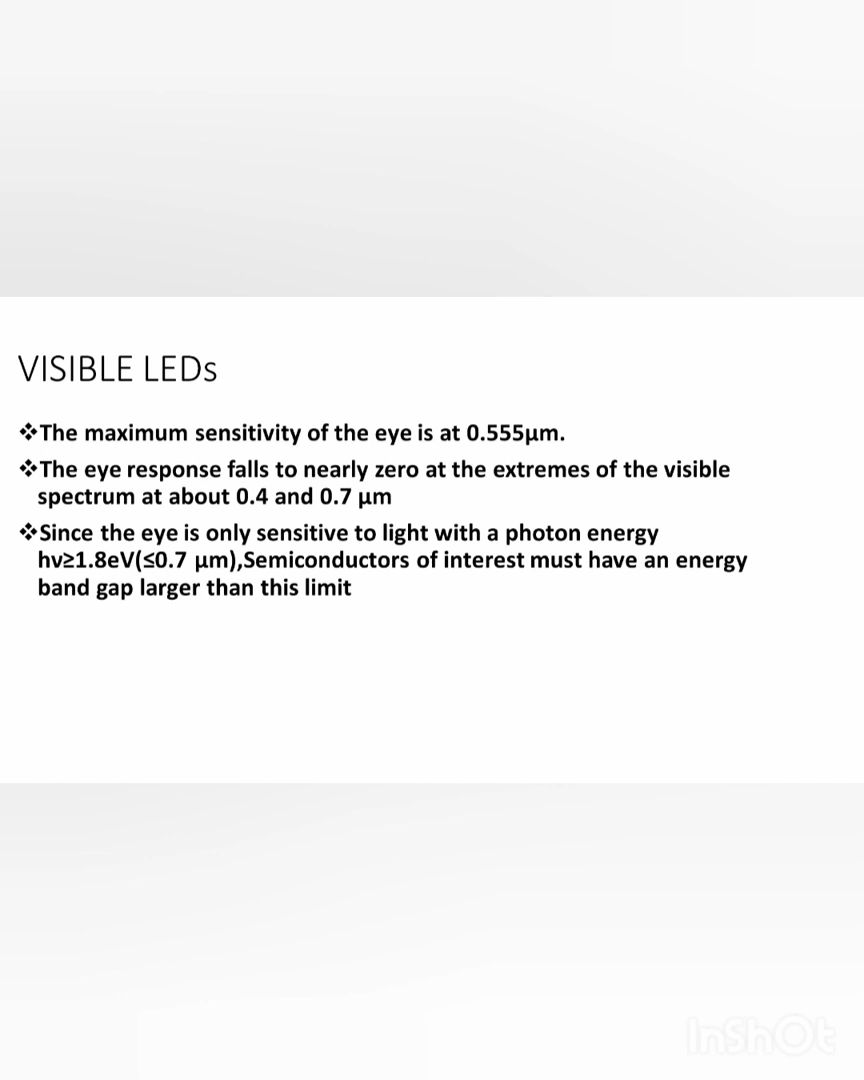 VISIBLE LEDs
❖The maximum sensitivity of the eye is at 0.555µm.
❖The eye response falls to nearly zero at the extremes of the visible
spectrum at about 0.4 and 0.7 µm
❖Since the eye is only sensitive to light with a photon energy
hν≥1.8eV(≤0.7 µm),Semiconductors of interest must have an energy
band gap larger than this limit
InShOt